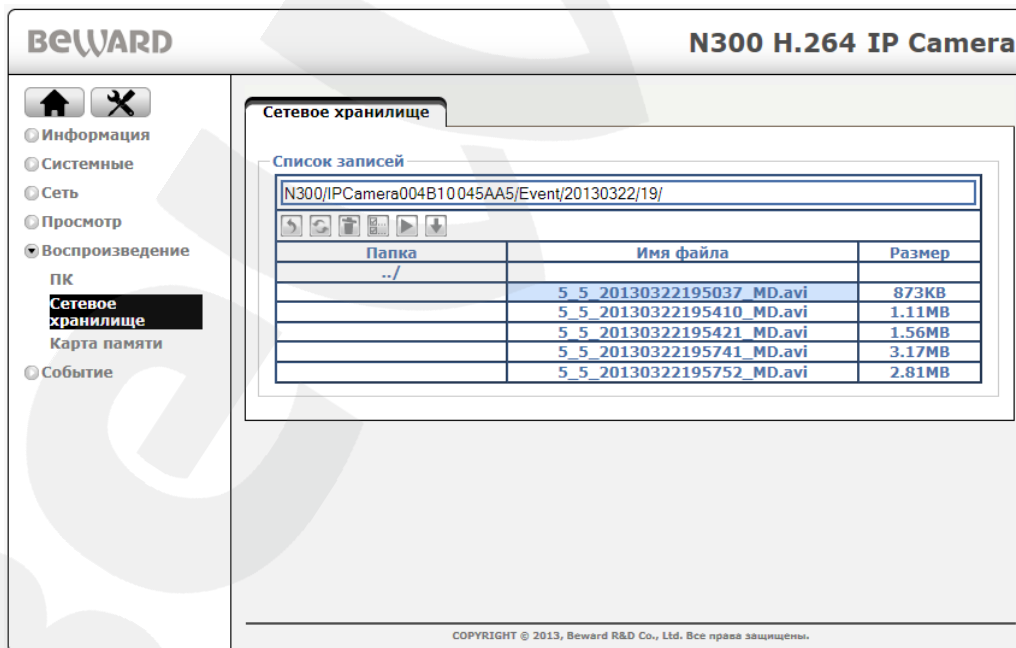 BEWARD
N300 H.264 IP Camera
Информация
Системные
Сеть
Просмотр
Воспроизведение
ПК
Сетевое
хранилище
Карта памяти
Событие
Сетевое хранилище
Список записей
N300/IPCamera004B10045AA5/Event/20130322/19/
Папка Имя файла Размер
../
5_5_20130322195037_MD.avi 873KB
5_5_20130322195410_MD.avi 1.11MB
5_5_20130322195421_MD.avi 1.56MB
5_5_20130322195741_MD.avi 3.17MB
5_5_20130322195752_MD.avi 2.81MB
COPYRIGHT © 2013, Beward R&D Co., Ltd. Все права защищены.